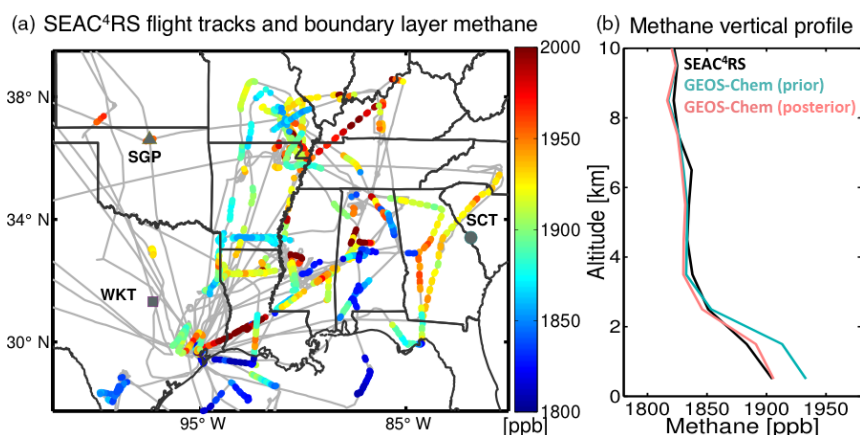 (a) SEAC⁴RS flight tracks and boundary layer methane
(b) Methane vertical profile
38° N
34°
30°
95° W
85° W
SGP
WKT
SCT
2000
1950
1900
1850
1800
[ppb]
SEAC⁴RS
GEOS-Chem (prior)
GEOS-Chem (posterior)
Altitude [km]
10
8
6
4
2
0
1800 1850 1900 1950
Methane [ppb]